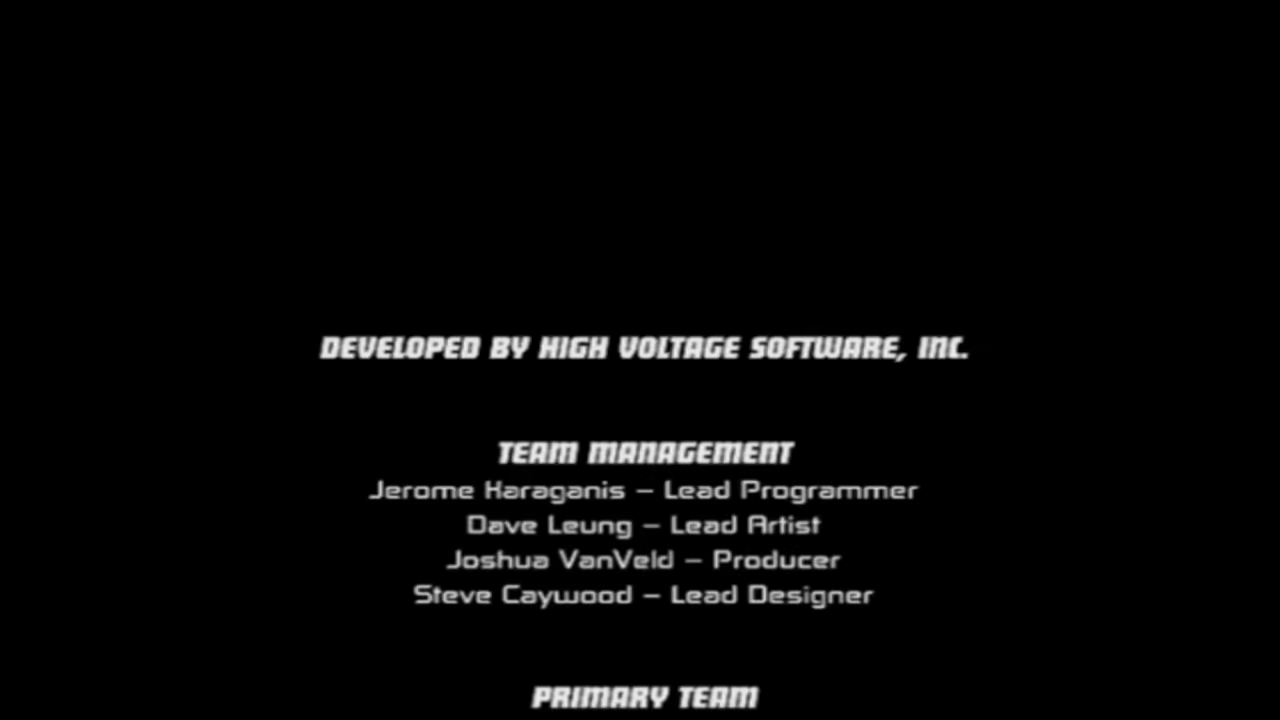 DEVELOPED BY HIGH VOLTAGE SOFTWARE, INC.
TEAM MANAGEMENT
Jerome Karaganis – Lead Programmer
Dave Leung – Lead Artist
Joshua VanVeld – Producer
Steve Caywood – Lead Designer
PRIMARY TEAM